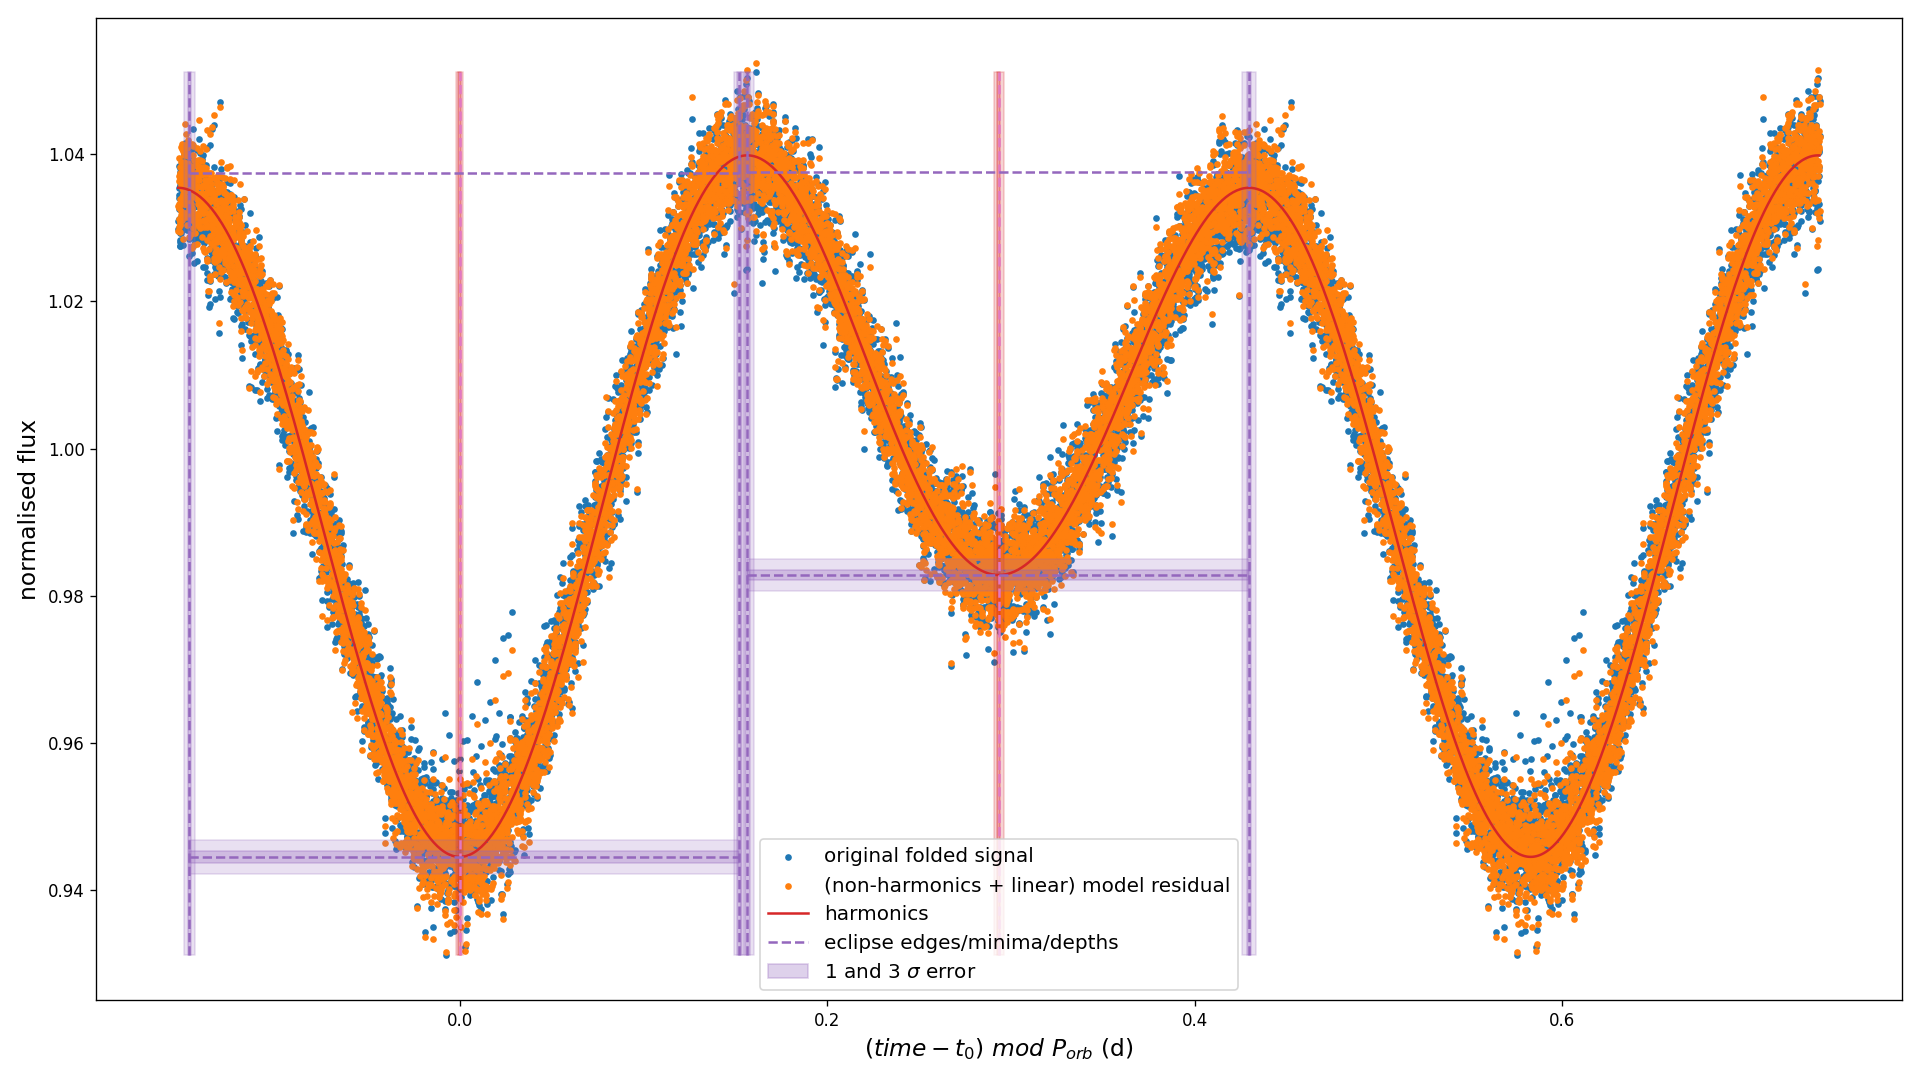 normalised flux
1.04
1.02
1.00
0.98
0.96
0.94
original folded signal
(non-harmonics + linear) model residual
harmonics
eclipse edges/minima/depths
1 and 3 σ error
0.0 0.2 0.4 0.6
(time − t₀) mod P_orb (d)